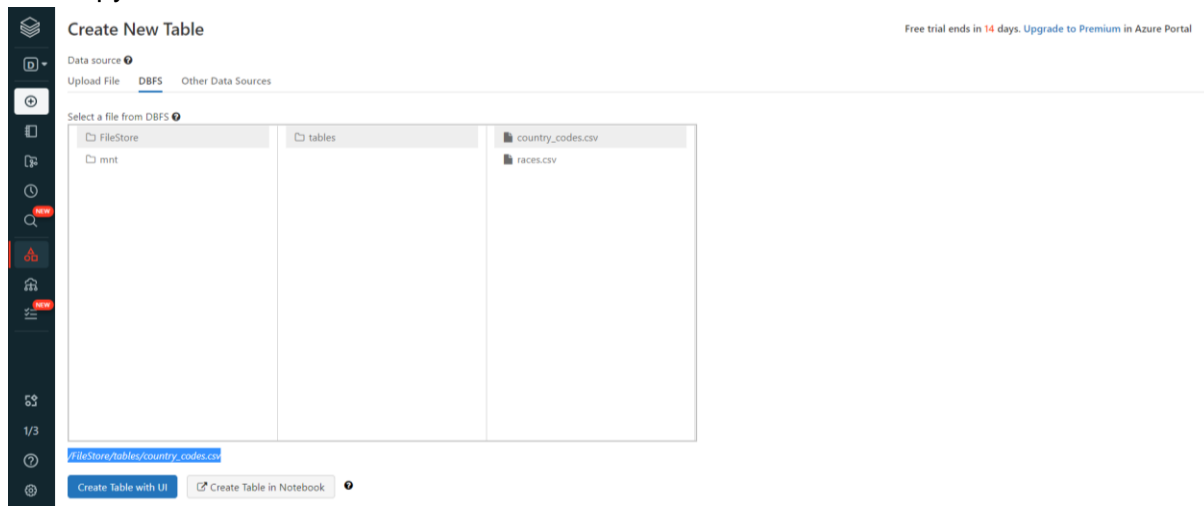 Create New Table
Free trial ends in 14 days. Upgrade to Premium in Azure Portal
D
Data source ?
Upload File DBFS Other Data Sources
Select a file from DBFS ?
FileStore tables country_codes.csv
mnt races.csv
NEW
NEW
/FileStore/tables/country_codes.csv
1/3
?
Create Table with UI Create Table in Notebook ?